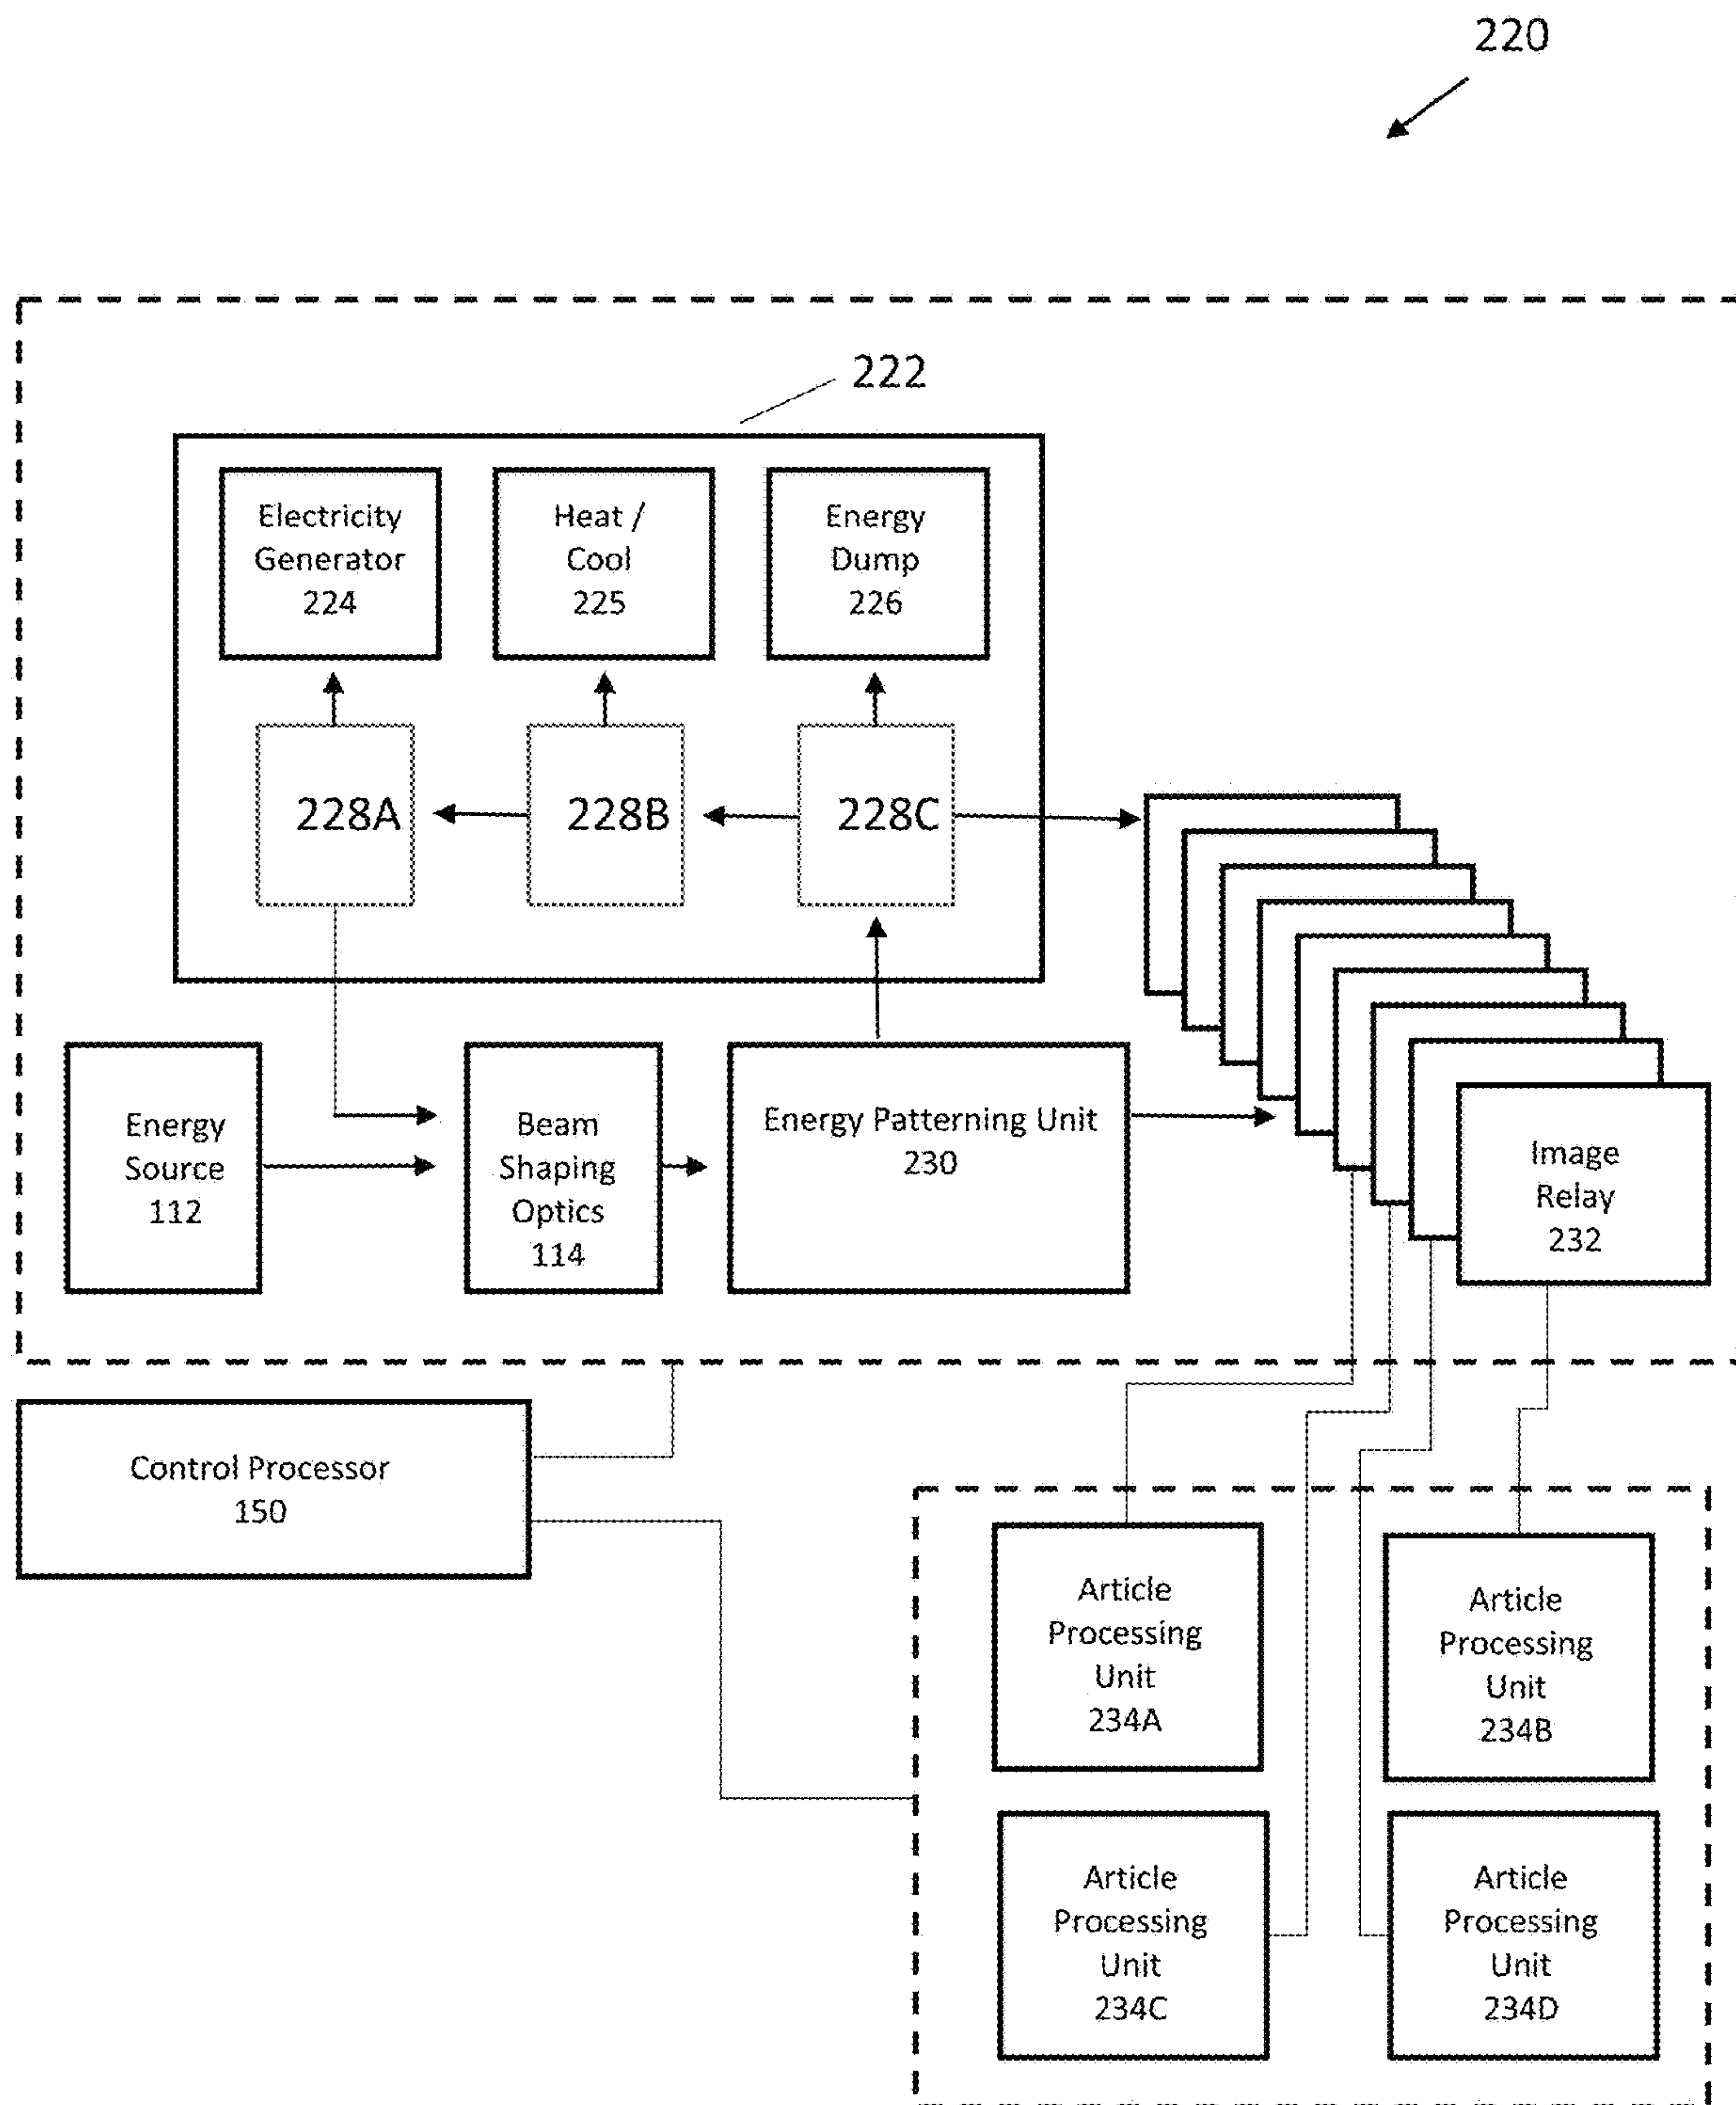 220
222
Electricity
Generator
224
Heat /
Cool
225
Energy
Dump
226
228A
228B
228C
Energy
Source
112
Beam
Shaping
Optics
114
Energy Patterning Unit
230
Image
Relay
232
Control Processor
150
Article
Processing
Unit
234A
Article
Processing
Unit
234B
Article
Processing
Unit
234C
Article
Processing
Unit
234D